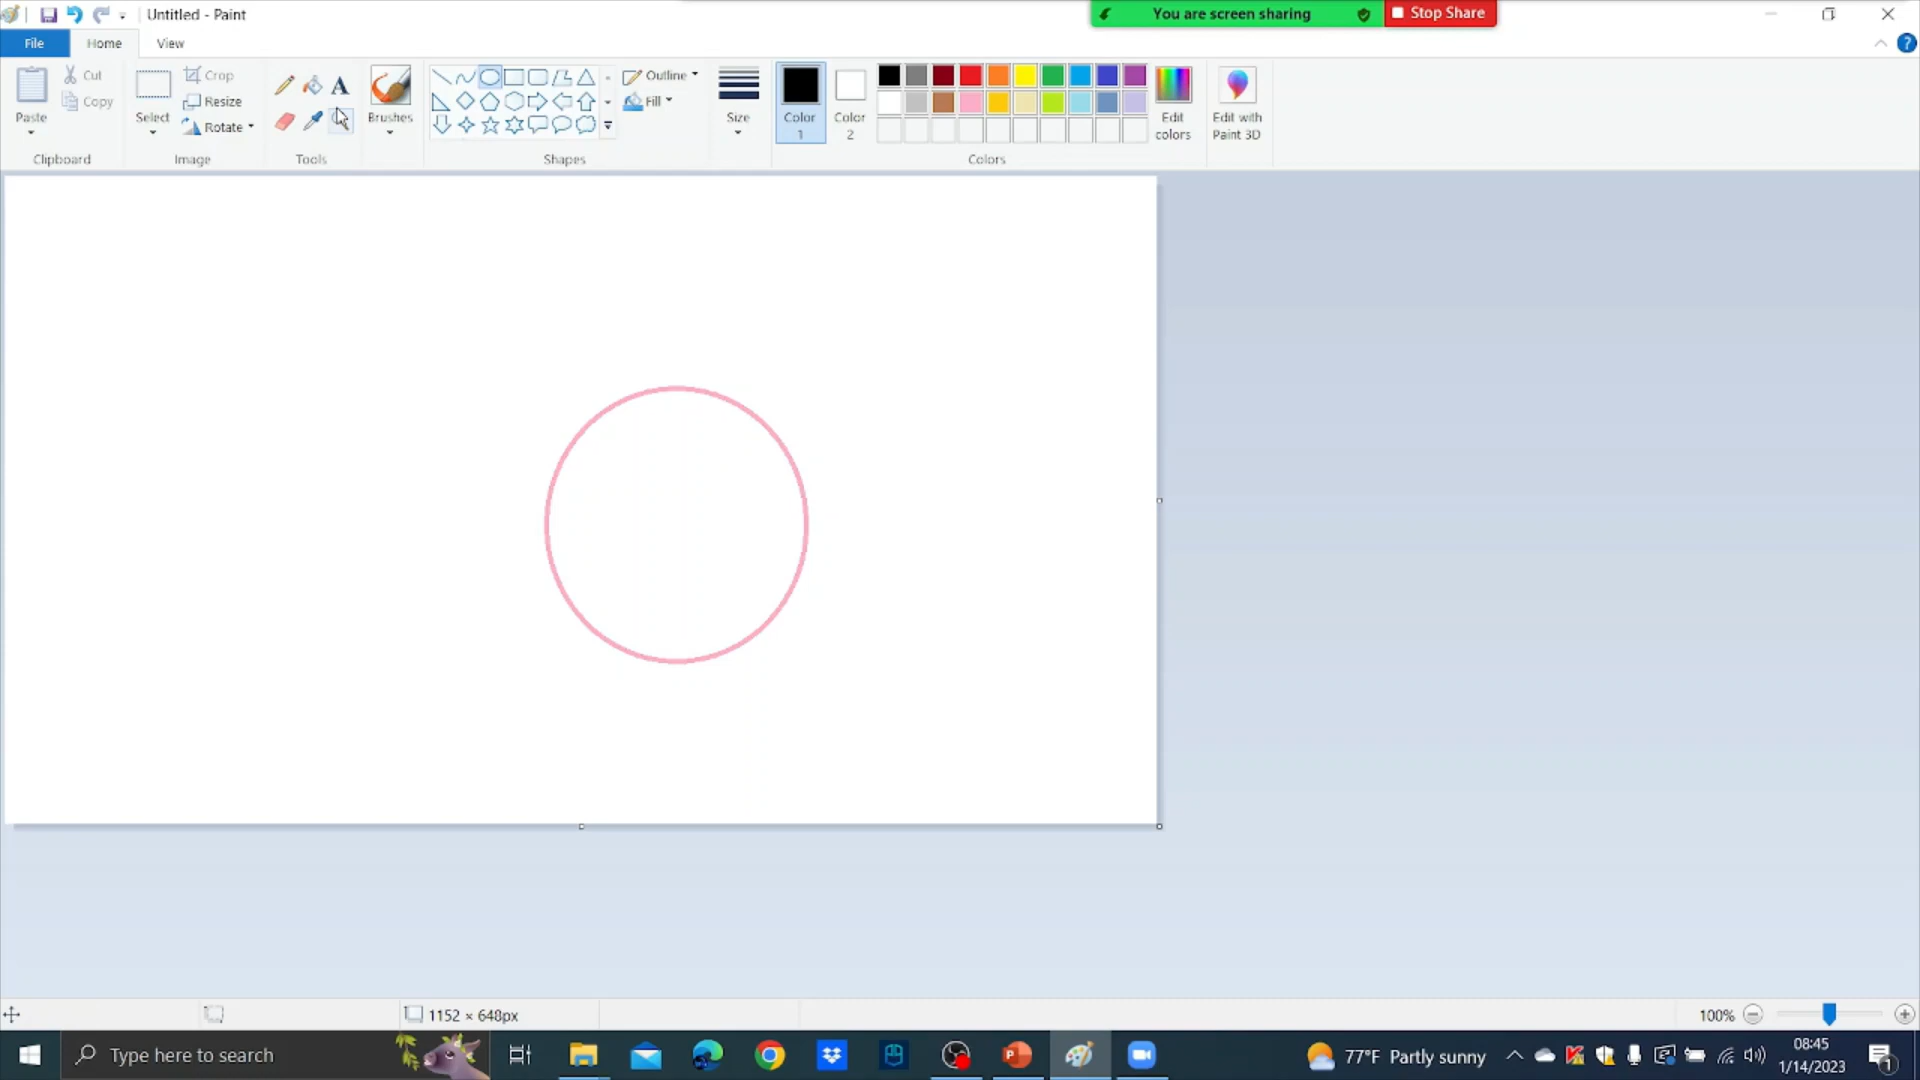 Untitled - Paint
You are screen sharing
Stop Share
File
Home
View
?
Paste
Cut
Copy
Clipboard
Select
Crop
Resize
Rotate
Image
A
Tools
Brushes
Shapes
Outline
Fill
Size
Color
1
Color
2
Colors
Edit
colors
Edit with
Paint 3D
1152 × 648px
100%
Type here to search
P
77°F Partly sunny
08:45
1/14/2023
1